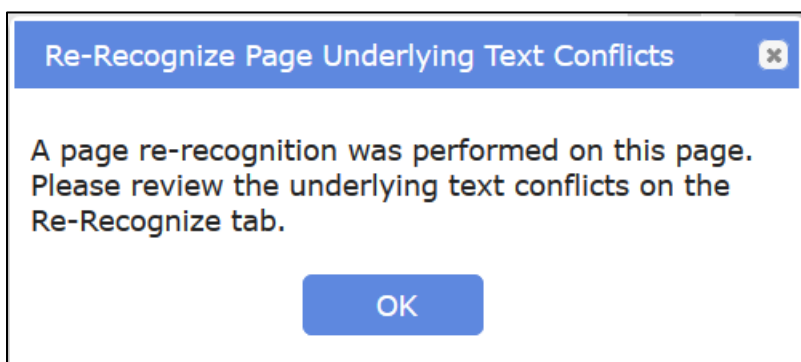 Re-Recognize Page Underlying Text Conflicts
A page re-recognition was performed on this page.
Please review the underlying text conflicts on the
Re-Recognize tab.
OK